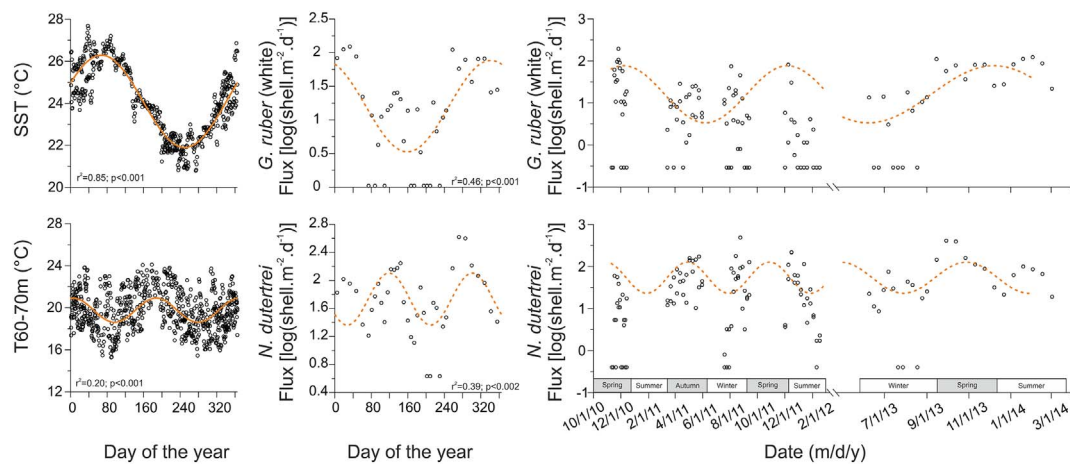 SST (°C)
28
26
24
22
20
r²=0.85; p<0.001
G. ruber (white)
Flux [log(shell.m⁻².d⁻¹)]
2.5
2
1.5
1
0.5
0
r²=0.46; p<0.001
G. ruber (white)
Flux [log(shell.m⁻².d⁻¹)]
3
2
1
0
-1
T60-70m (°C)
28
24
20
16
12
r²=0.20; p<0.001
0 80 160 240 360
Day of the year
N. dutertrei
Flux [log(shell.m⁻².d⁻¹)]
2.8
2.4
2
1.6
1.2
0.8
0.4
r²=0.39; p<0.002
0 80 160 240 320
Day of the year
N. dutertrei
Flux [log(shell.m⁻².d⁻¹)]
3
2
1
0
-1
Spring Summer Autumn Winter Spring Summer Winter Spring Summer
10/1/10 12/1/10 2/1/11 4/1/11 6/1/11 8/1/11 10/1/11 12/1/11 2/1/12 7/1/13 9/1/13 11/1/13 1/1/14 3/1/14
Date (m/d/y)